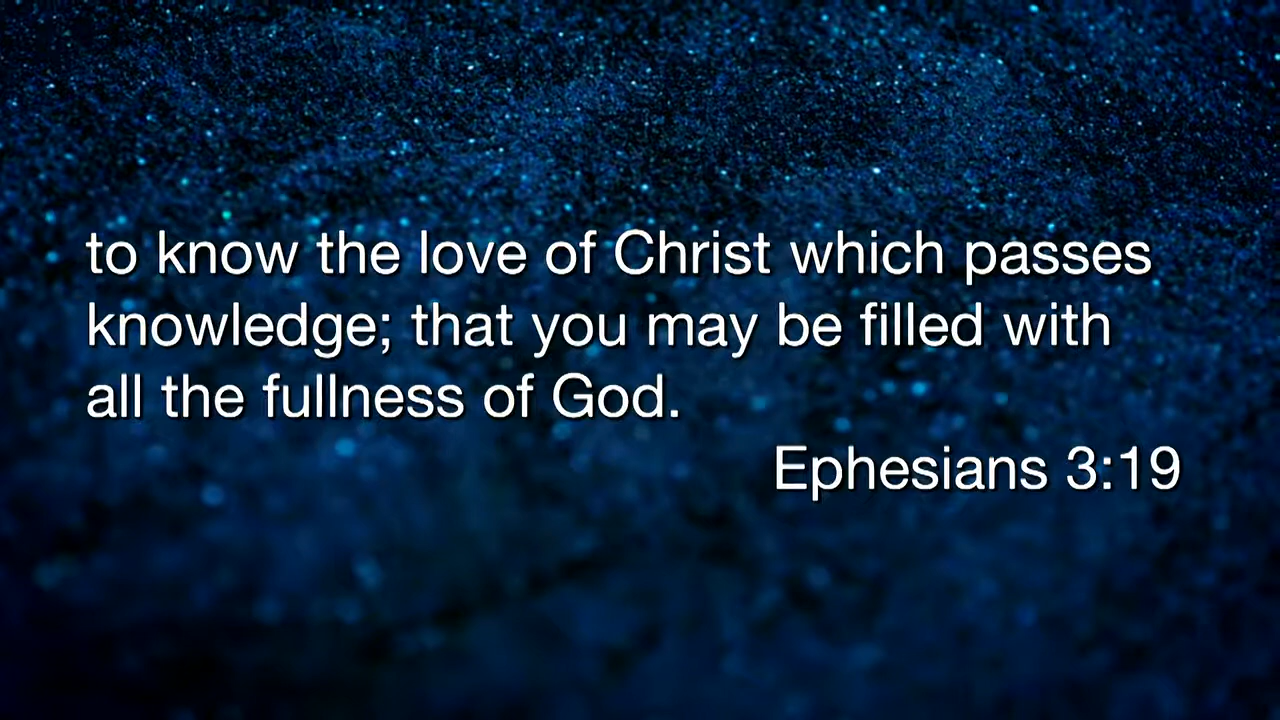 to know the love of Christ which passes
knowledge; that you may be filled with
all the fullness of God.
Ephesians 3:19